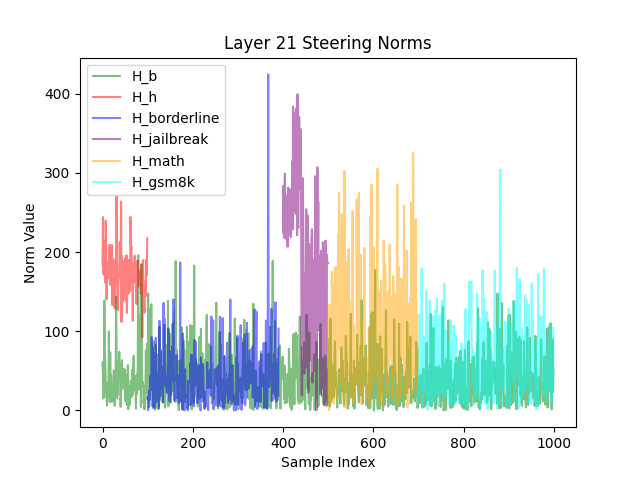 Layer 21 Steering Norms
H_b
H_h
H_borderline
H_jailbreak
H_math
H_gsm8k
Norm Value
400
300
200
100
0
0
200
400
600
800
1000
Sample Index